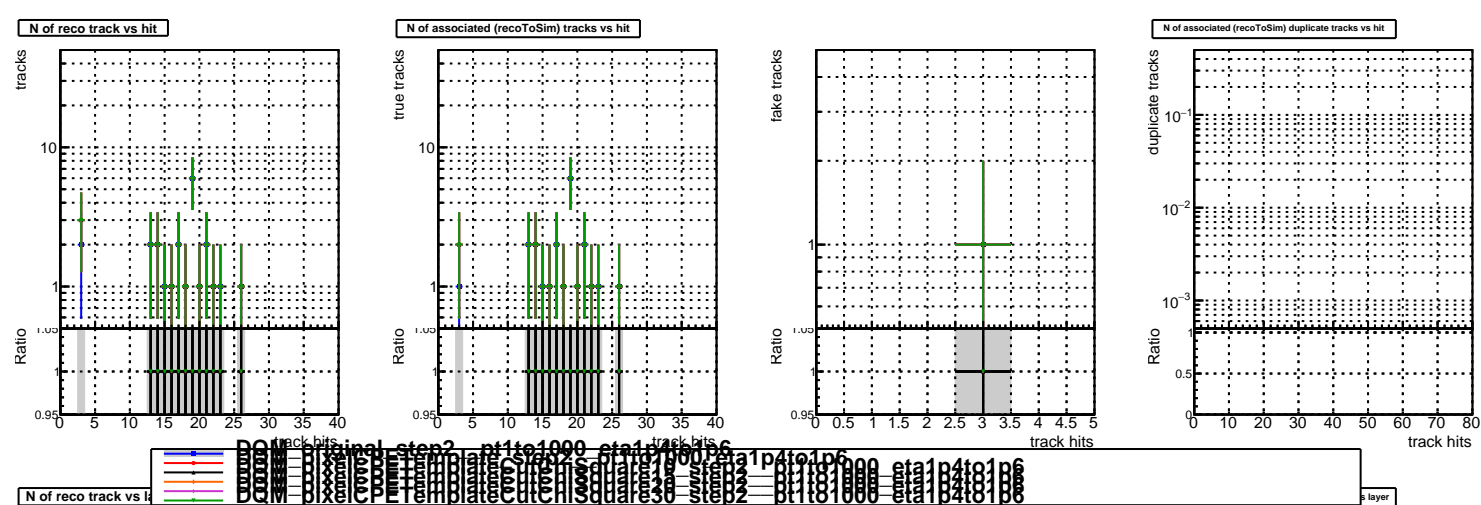 N of reco track vs hit
N of associated (recoToSim) tracks vs hit
N of associated (recoToSim) duplicate tracks vs hit
tracks
10
1
Ratio
1.05
1
0.95
0 5 10 15 20 25 30 35 40
track hits
true tracks
10
1
Ratio
1.05
1
0.95
0 5 10 15 20 25 30 35 40
track hits
fake tracks
1
Ratio
1.05
1
0.95
0 0.5 1 1.5 2 2.5 3 3.5 4 4.5 5
track hits
duplicate tracks
10−1
10−2
10−3
Ratio
1
0.5
0
0 10 20 30 40 50 60 70 80
track hits
DQM_original_step2__pt1to1000_eta1p4to1p6
DQM_pixelCPETemplate_step2__pt1to1000_eta1p4to1p6
DQM_pixelCPETemplateCutChiSquare30_step2__pt1to1000_eta1p4to1p6
N of reco track vs
s layer